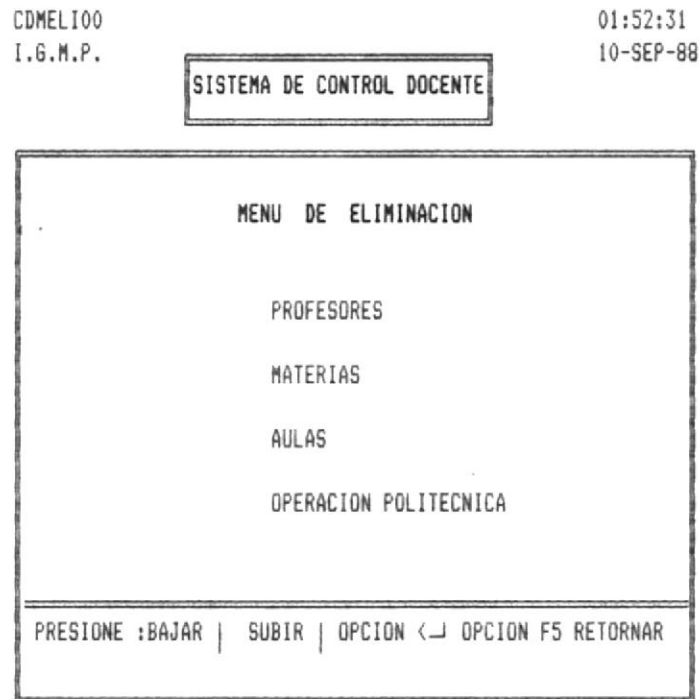 CDMELI00 01:52:31
I.G.M.P. 10-SEP-88
SISTEMA DE CONTROL DOCENTE
MENU DE ELIMINACION
PROFESORES
MATERIAS
AULAS
OPERACION POLITECNICA
PRESIONE :BAJAR | SUBIR | OPCION <┘ OPCION F5 RETORNAR